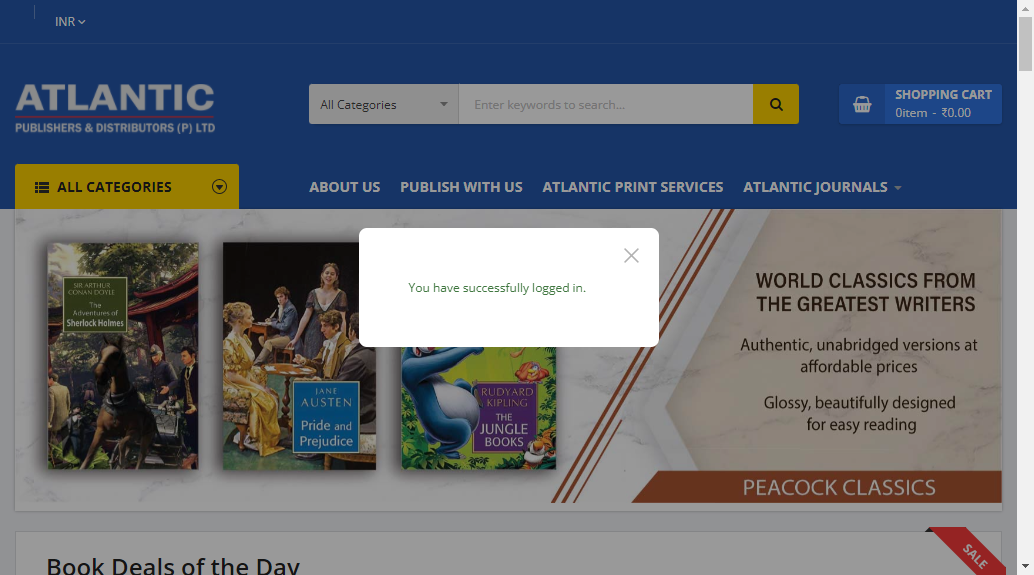 INR
ATLANTIC
PUBLISHERS & DISTRIBUTORS (P) LTD
All Categories
Enter keywords to search...
SHOPPING CART
0item - ₹0.00
ALL CATEGORIES
ABOUT US
PUBLISH WITH US
ATLANTIC PRINT SERVICES
ATLANTIC JOURNALS
You have successfully logged in.
SIR ARTHUR
CONAN DOYLE
The
Adventures of
Sherlock Holmes
JANE
AUSTEN
Pride and
Prejudice
RUDYARD
KIPLING
THE
JUNGLE
BOOKS
WORLD CLASSICS FROM
THE GREATEST WRITERS
Authentic, unabridged versions at
affordable prices
Glossy, beautifully designed
for easy reading
PEACOCK CLASSICS
Book Deals of the Day
SALE